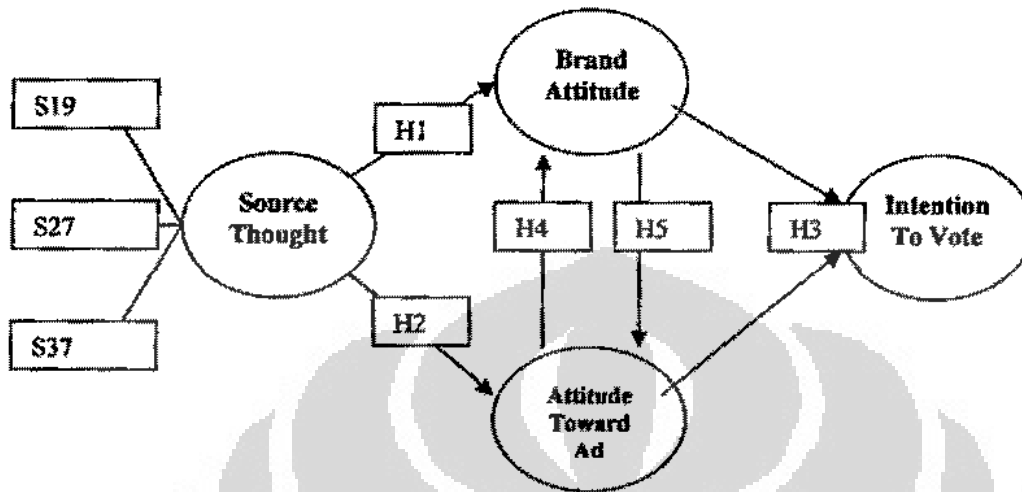 S19
S27
S37
Source
Thought
H1
H2
Brand
Attitude
H4
H5
Attitude
Toward
Ad
H3
Intention
To Vote